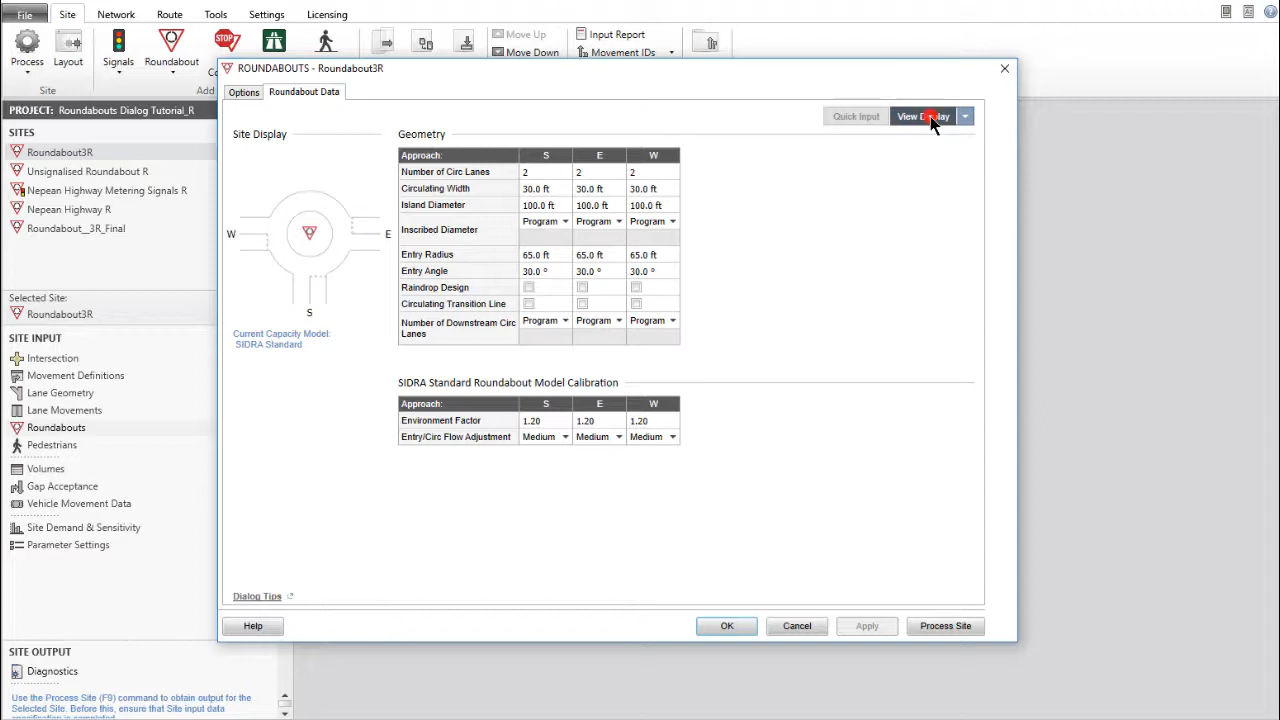 File Site Network Route Tools Settings Licensing
Process Layout Signals Roundabout STOP Move Up Move Down Input Report Movement IDs
Site Add
ROUNDABOUTS - Roundabout3R
PROJECT: Roundabouts Dialog Tutorial_R
SITES
Roundabout3R
Unsignalised Roundabout R
Nepean Highway Metering Signals R
Nepean Highway R
Roundabout__3R_Final
Selected Site:
Roundabout3R
SITE INPUT
Intersection
Movement Definitions
Lane Geometry
Lane Movements
Roundabouts
Pedestrians
Volumes
Gap Acceptance
Vehicle Movement Data
Site Demand & Sensitivity
Parameter Settings
SITE OUTPUT
Diagnostics
Use the Process Site (F9) command to obtain output for the
Selected Site. Before this, ensure that Site input data
specification is completed.
Options Roundabout Data
Quick Input View Display
Site Display
W E
S
Current Capacity Model:
SIDRA Standard
Geometry
Approach: S E W
Number of Circ Lanes 2 2 2
Circulating Width 30.0 ft 30.0 ft 30.0 ft
Island Diameter 100.0 ft 100.0 ft 100.0 ft
Inscribed Diameter Program Program Program
Entry Radius 65.0 ft 65.0 ft 65.0 ft
Entry Angle 30.0 ° 30.0 ° 30.0 °
Raindrop Design
Circulating Transition Line
Number of Downstream Circ Lanes Program Program Program
SIDRA Standard Roundabout Model Calibration
Approach: S E W
Environment Factor 1.20 1.20 1.20
Entry/Circ Flow Adjustment Medium Medium Medium
Dialog Tips
Help OK Cancel Apply Process Site